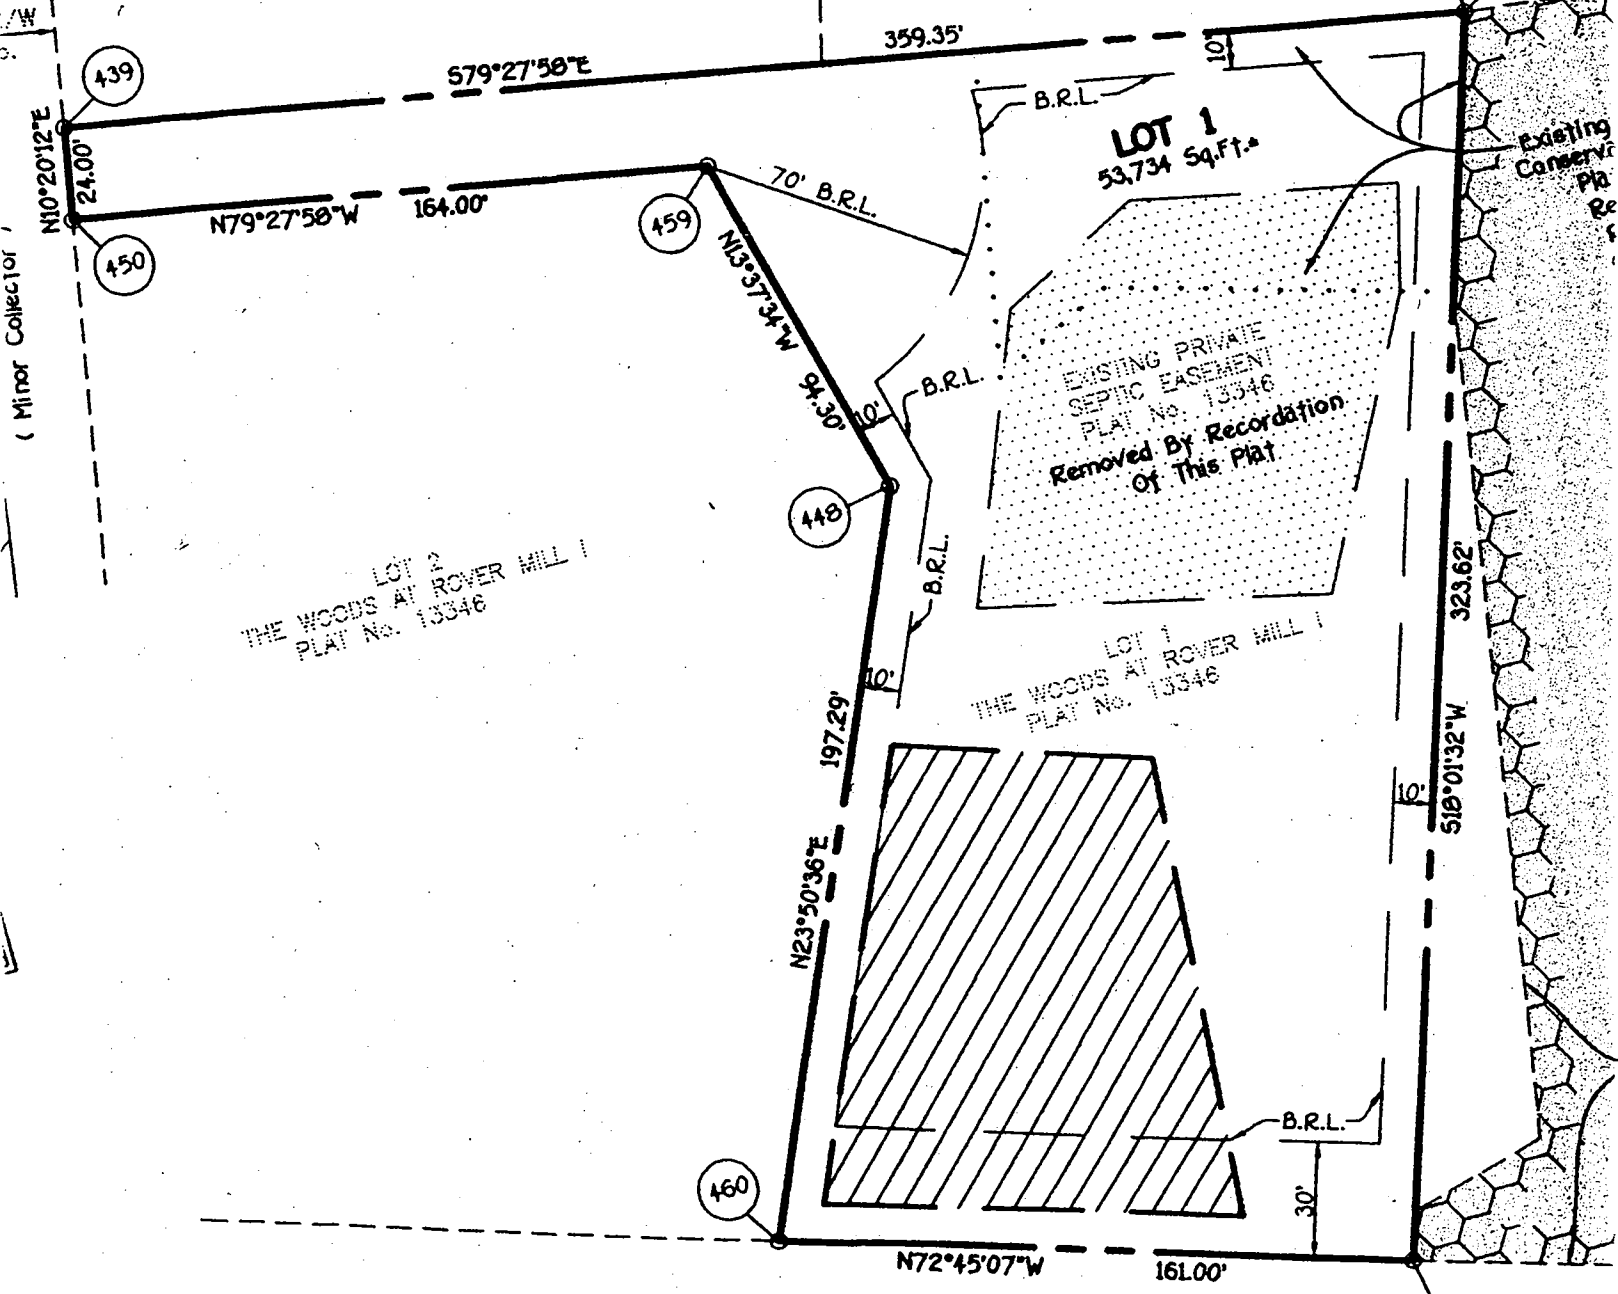 /W
439
S79°27'58"E
359.35'
10'
B.R.L.
LOT 1
53,734 Sq.Ft.±
Existing
N10°20'12"E
24.00'
N79°27'58"W
164.00'
459
70' B.R.L.
450
N13°37'34"W
94.30'
10'
B.R.L.
EXISTING PRIVATE
SEPTIC EASEMENT
PLAT No. 13346
Removed By Recordation
Of This Plat
( Minor Collector
448
B.R.L.
323.62'
LOT 2
THE WOODS AT ROVER MILL I
PLAT No. 13346
LOT 1
THE WOODS AT ROVER MILL I
PLAT No. 13346
10'
197.29'
S18°01'32"W
10'
N23°50'36"E
B.R.L.
460
30'
N72°45'07"W
161.00'